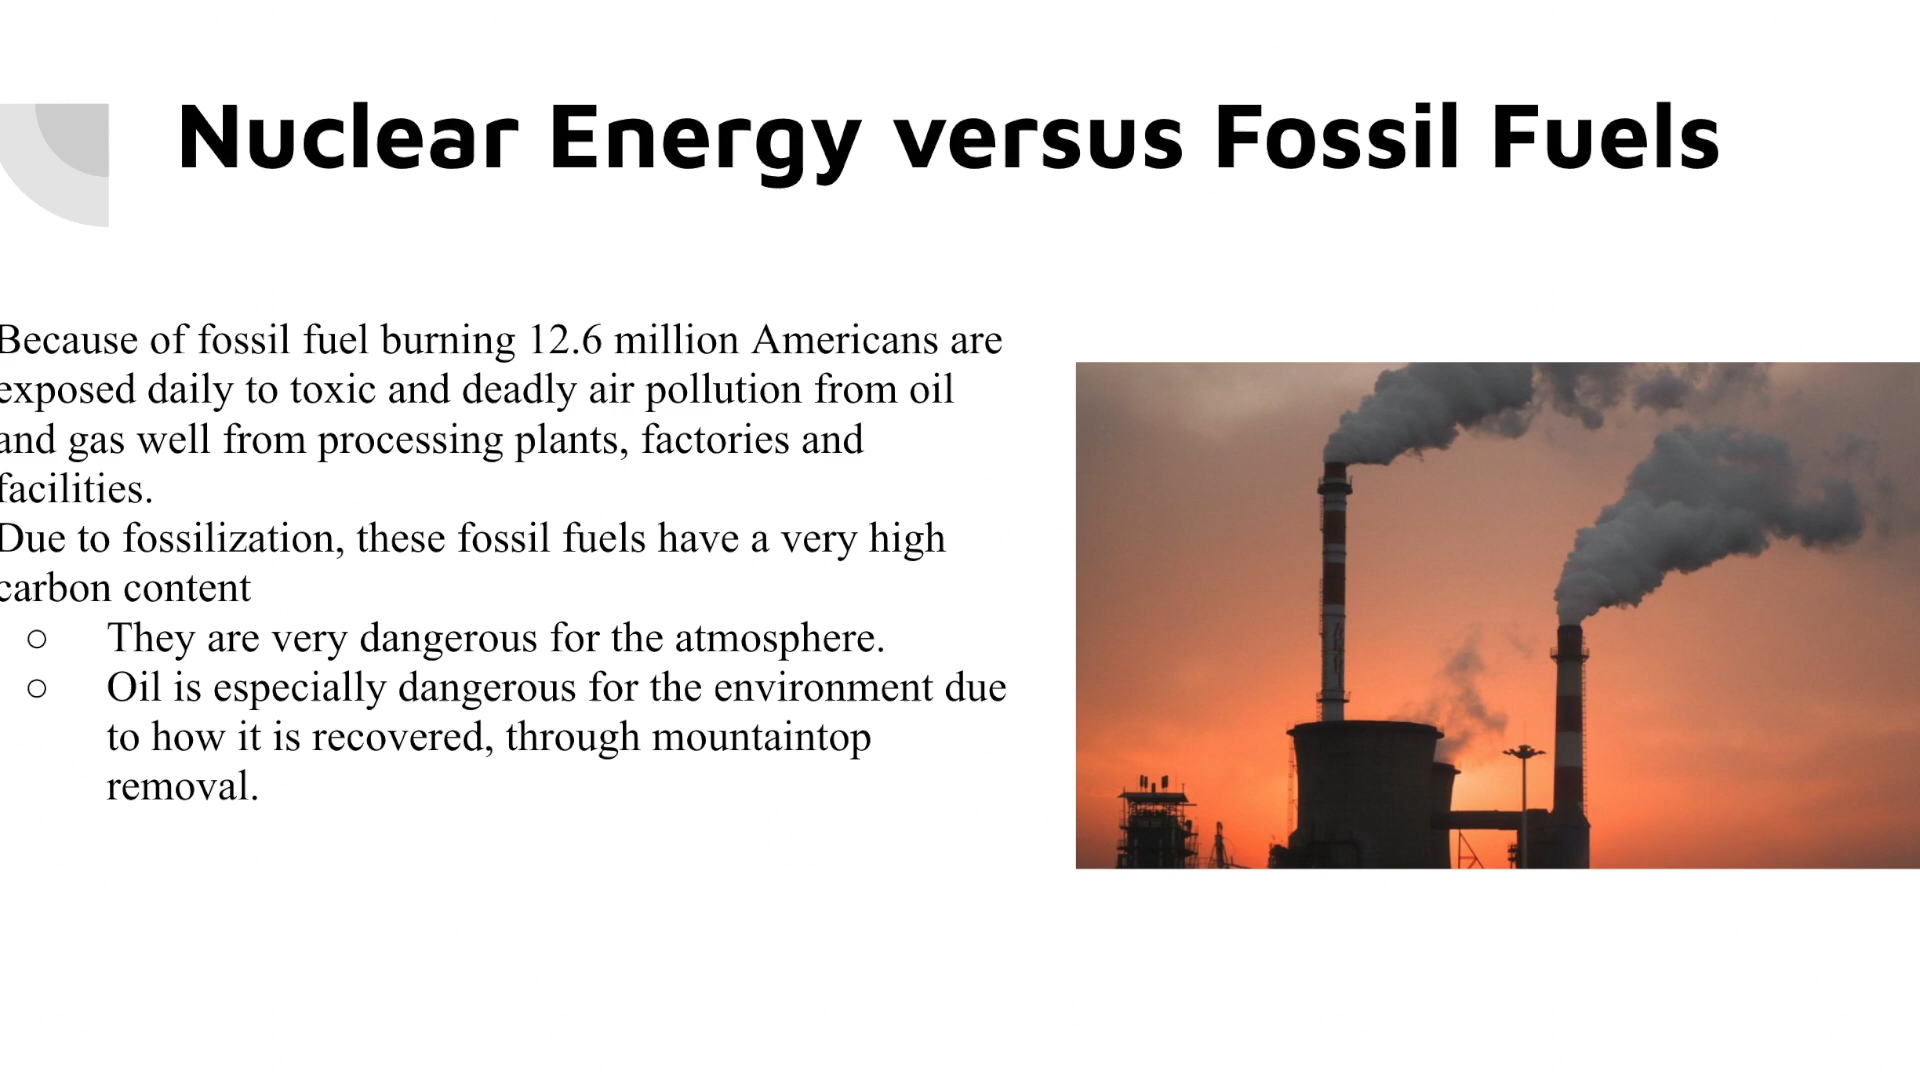 Nuclear Energy versus Fossil Fuels
Because of fossil fuel burning 12.6 million Americans are
exposed daily to toxic and deadly air pollution from oil
and gas well from processing plants, factories and
facilities.
Due to fossilization, these fossil fuels have a very high
carbon content
○ They are very dangerous for the atmosphere.
○ Oil is especially dangerous for the environment due
to how it is recovered, through mountaintop
removal.